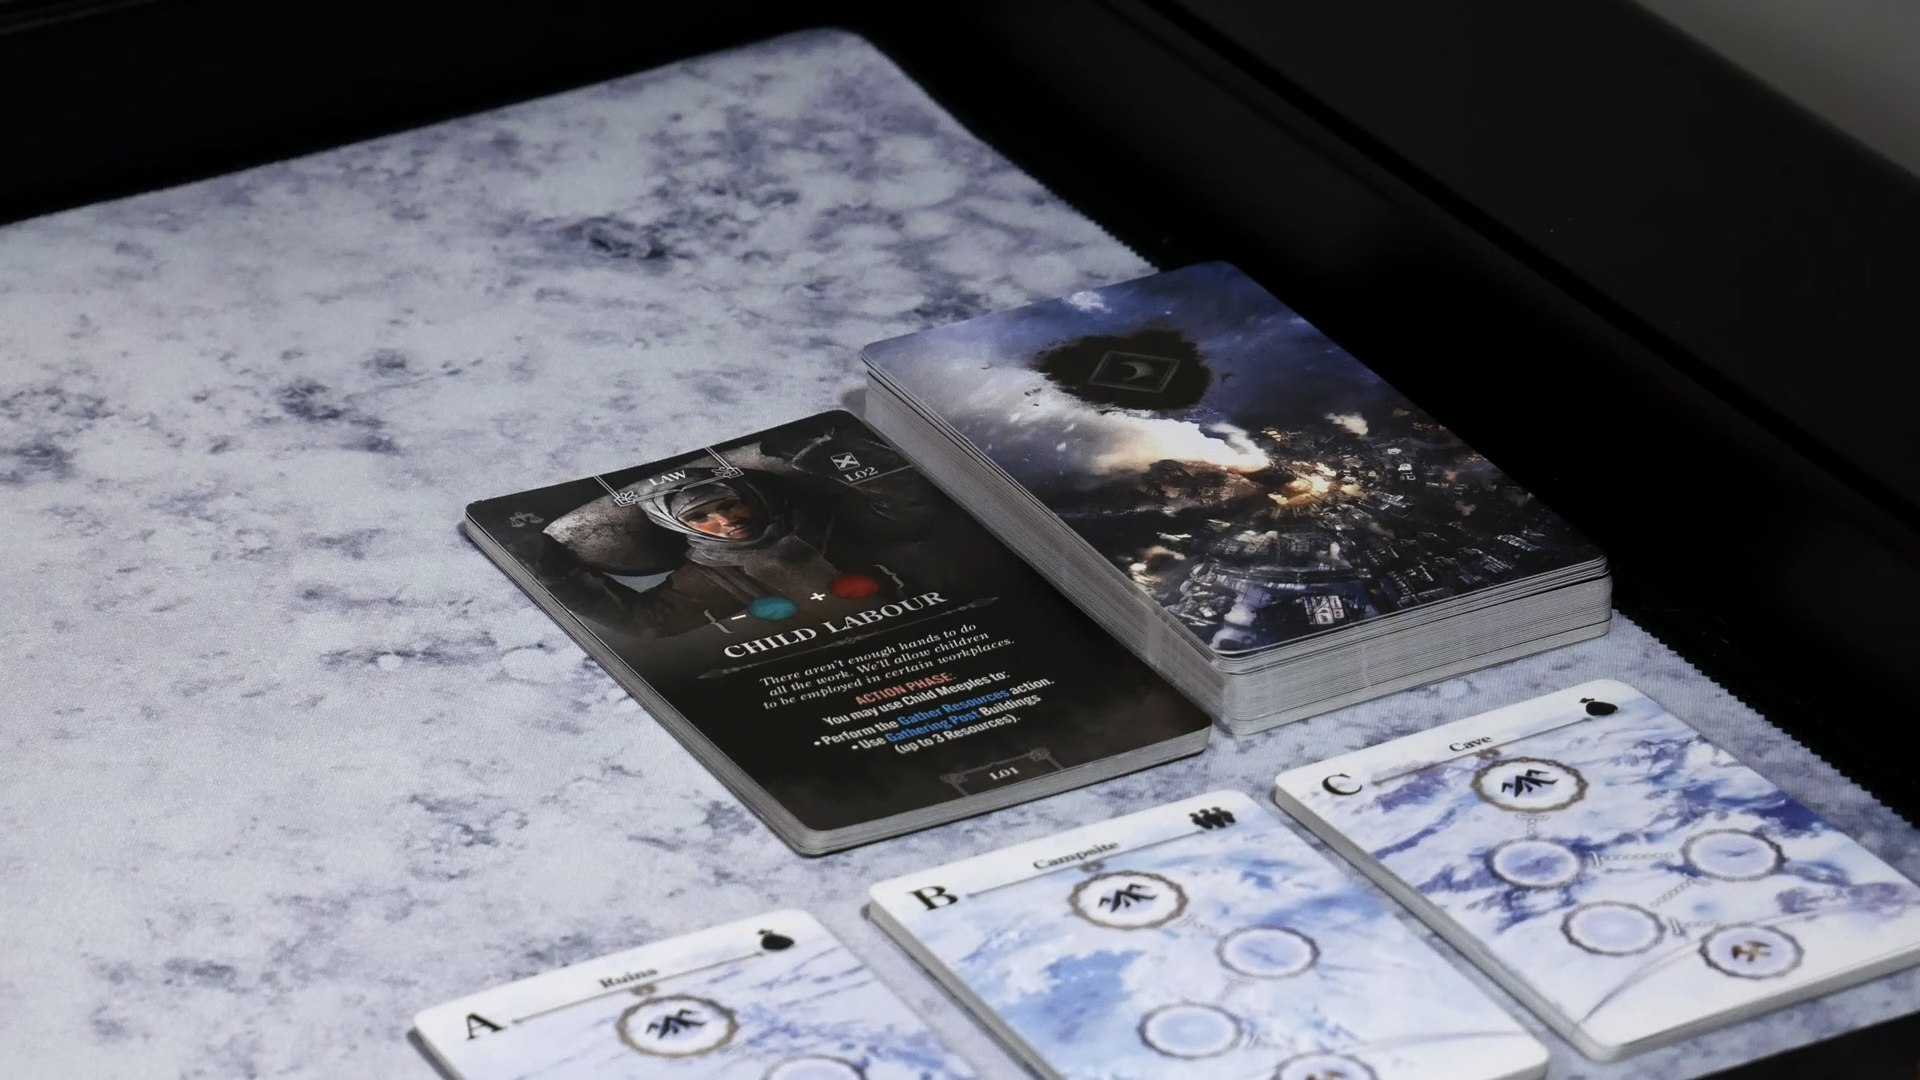 LAW
L02
CHILD LABOUR
There aren't enough hands to do
all the work. We'll allow children
to be employed in certain workplaces.
ACTION PHASE:
You may use Child Meeples to:
• Perform the Gather Resources action.
• Use Gathering Post Buildings
(up to 3 Resources).
L01
C Cave
B Campsite
A Ruins